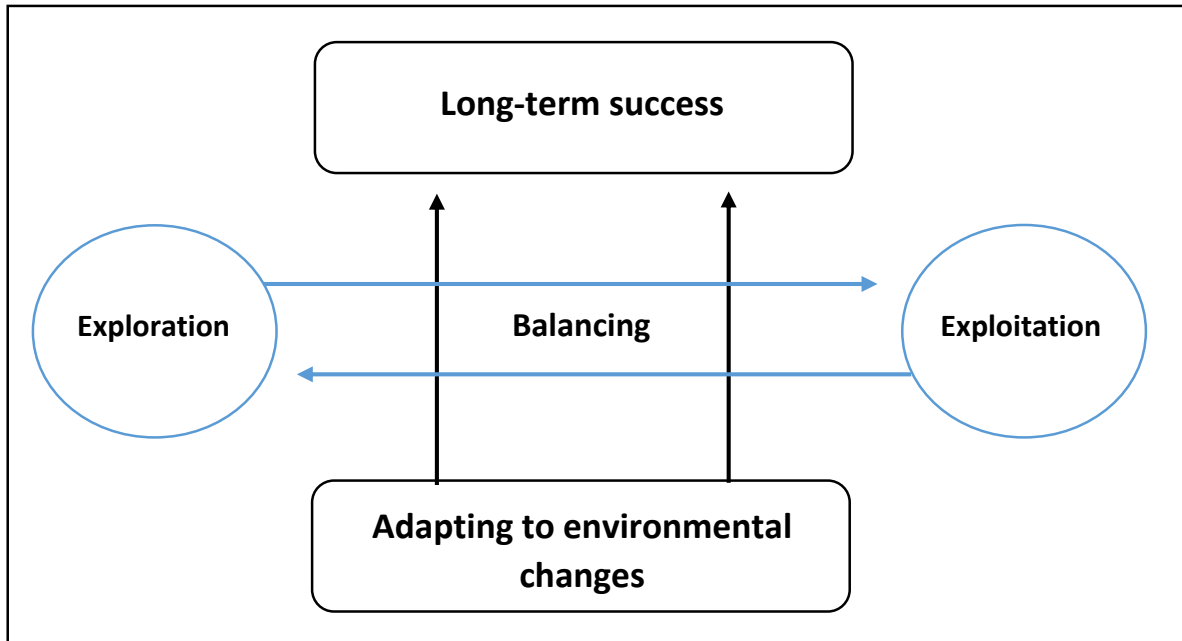 Long-term success
Exploration
Balancing
Exploitation
Adapting to environmental
changes